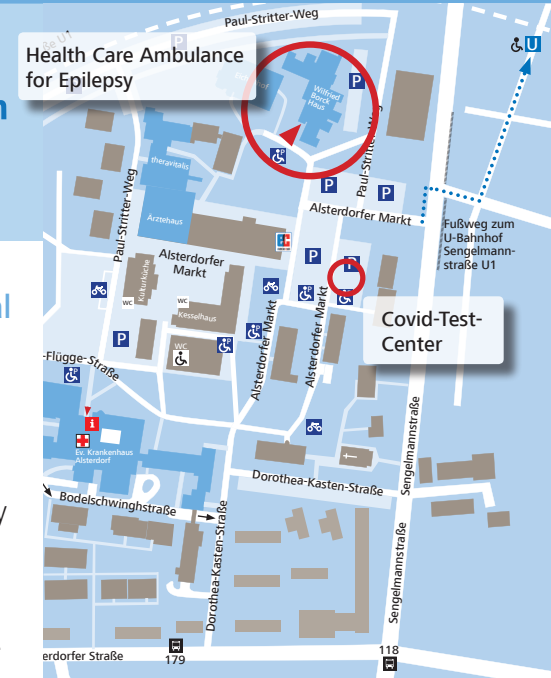 Paul-Stritter-Weg
Health Care Ambulance
for Epilepsy
U
P
P
Wilfried
Borck
Haus
P
Paul-Stritter-Weg
theravitalis
P
P
Ärztehaus
Alsterdorfer Markt
Fußweg zum
U-Bahnhof
Sengelmann-
straße U1
Paul-Stritter-Weg
Alsterdorfer
Markt
P
P
Kulturküche
WC
WC
Kesselhaus
Covid-Test-
Center
P
WC
P
P
P
Alsterdorfer Markt
Alsterdorfer Markt
-Flügge-Straße
P
i
Ev. Krankenhaus
Alsterdorf
Sengelmannstraße
Dorothea-Kasten-Straße
Bodelschwinghstraße
Dorothea-Kasten-Straße
Sengelmannstraße
erdorfer Straße
179
118